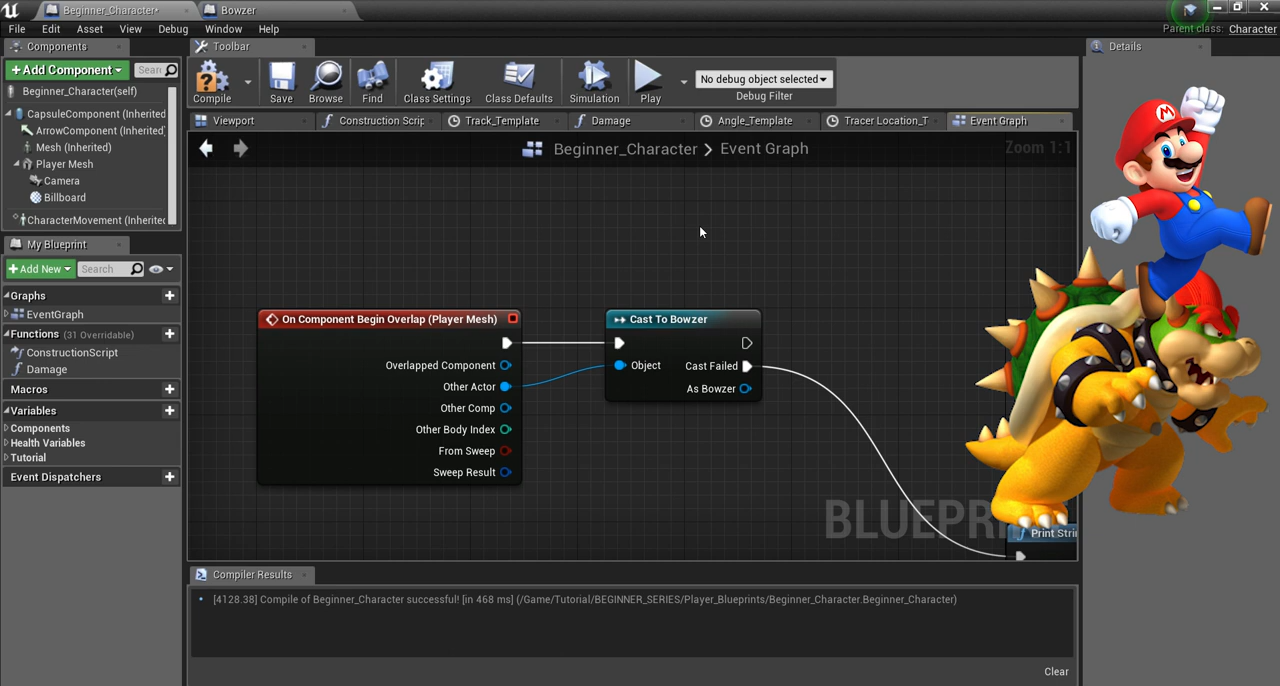 Beginner_Character*
Bowzer
File Edit Asset View Debug Window Help
Parent class: Character
Components
Toolbar
Details
+Add Component
Sear
Beginner_Character(self)
CapsuleComponent (Inherited
ArrowComponent (Inherited)
Mesh (Inherited)
Player Mesh
Camera
Billboard
CharacterMovement (Inherited
Compile
Save
Browse
Find
Class Settings
Class Defaults
Simulation
Play
No debug object selected
Debug Filter
Viewport
Construction Scrip
Track_Template
Damage
Angle_Template
Tracer Location_T
Event Graph
Beginner_Character > Event Graph
Zoom 1:1
My Blueprint
+Add New
Search
Graphs
EventGraph
Functions (31 Overridable)
ConstructionScript
Damage
Macros
Variables
Components
Health Variables
Tutorial
Event Dispatchers
On Component Begin Overlap (Player Mesh)
Overlapped Component
Other Actor
Other Comp
Other Body Index
From Sweep
Sweep Result
Cast To Bowzer
Object
Cast Failed
As Bowzer
BLUEPR
Print Strin
M
Compiler Results
• [4128.38] Compile of Beginner_Character successful! [in 468 ms] (/Game/Tutorial/BEGINNER_SERIES/Player_Blueprints/Beginner_Character.Beginner_Character)
Clear